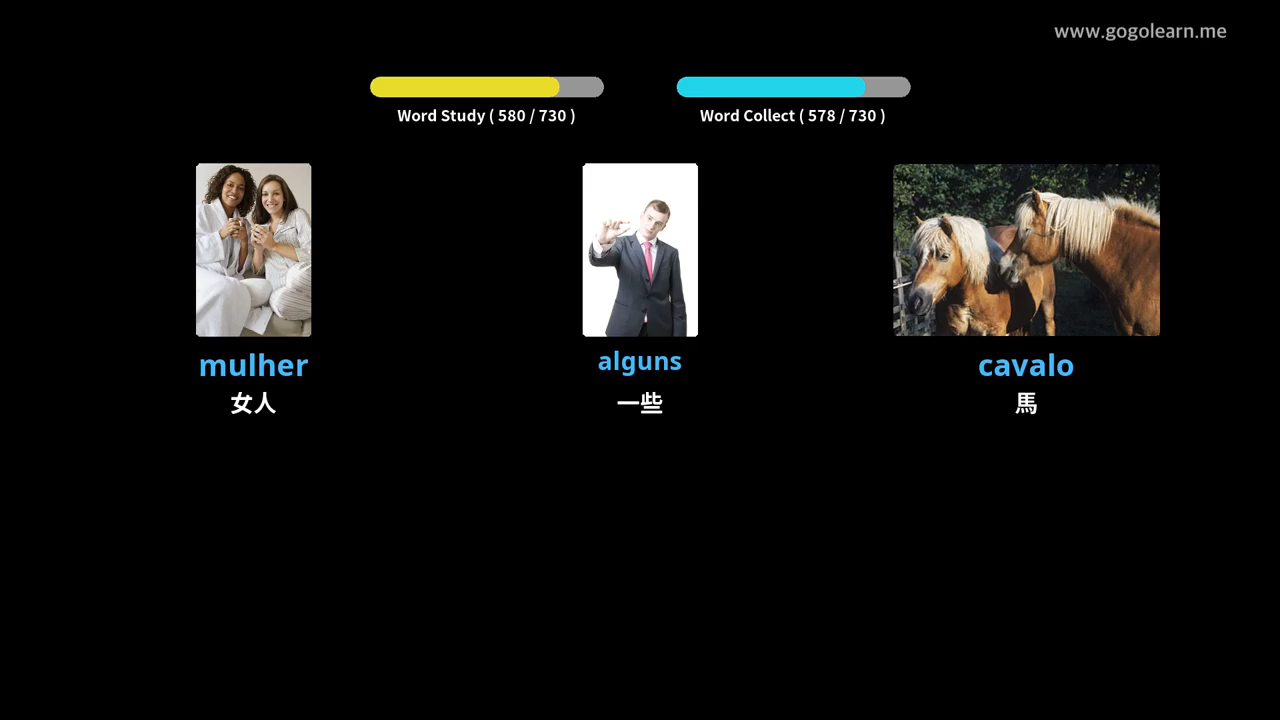 www.gogolearn.me
Word Study ( 580 / 730 )
Word Collect ( 578 / 730 )
mulher
alguns
cavalo
女人
一些
馬